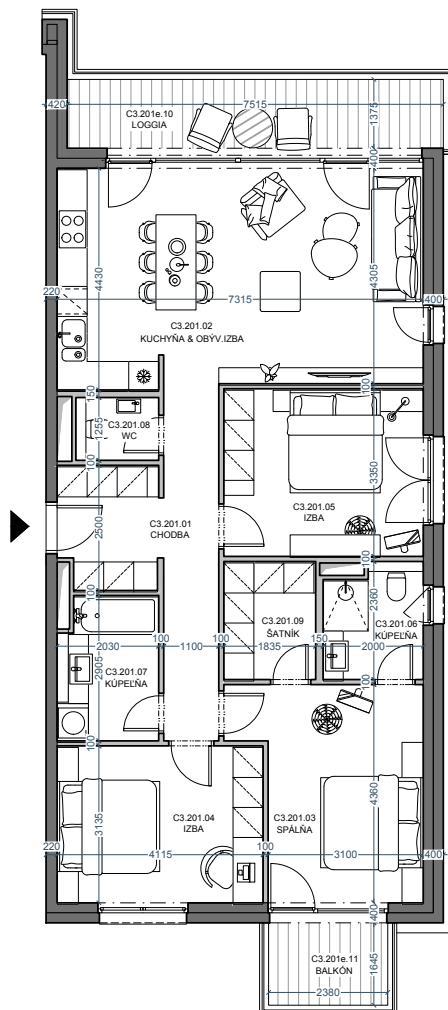 420
7515
1375
C3.201e.10
LOGGIA
400
4430
4305
220
7315
400
C3.201.02
KUCHYŇA & OBÝV.IZBA
150
100
1255
C3.201.08
WC
3350
100
C3.201.05
IZBA
2500
C3.201.01
CHODBA
100
100
2360
C3.201.09
ŠATNÍK
C3.201.06
KÚPEĽŇA
2030
100
1100
100
1835
150
2000
2905
C3.201.07
KÚPEĽŇA
100
100
4360
3135
C3.201.04
IZBA
C3.201.03
SPÁLŇA
220
4115
100
3100
400
400
C3.201e.11
BALKÓN
1645
2380